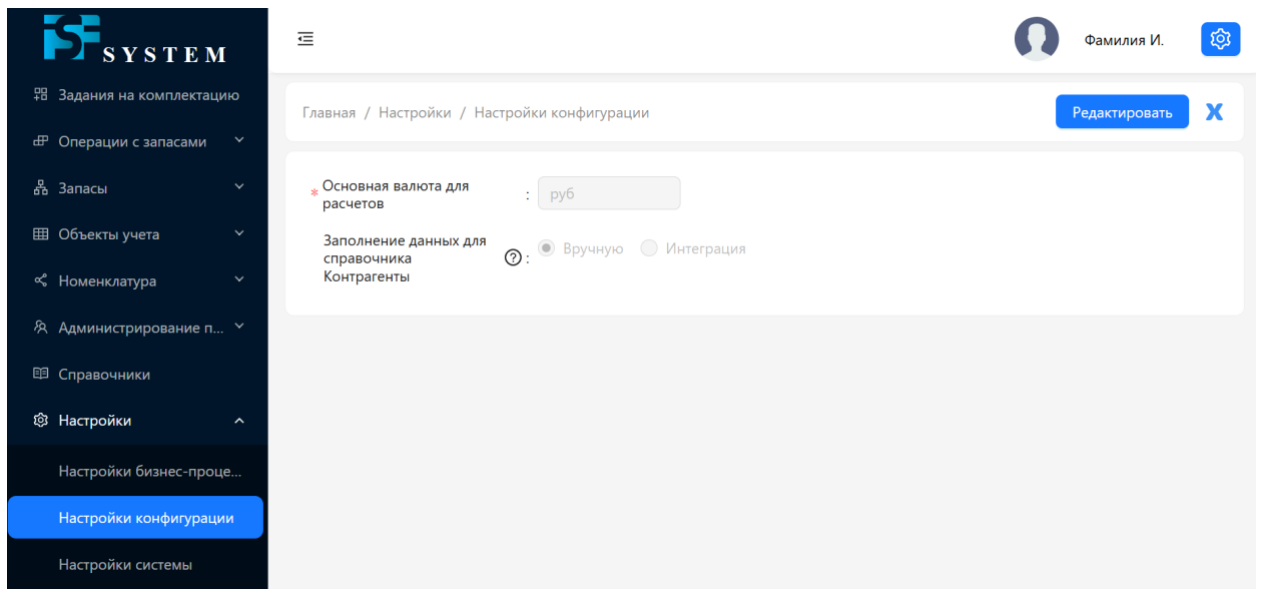 iSF
SYSTEM
Фамилия И.
Задания на комплектацию
Операции с запасами
Запасы
Объекты учета
Номенклатура
Администрирование п...
Справочники
Настройки
Настройки бизнес-проце...
Настройки конфигурации
Настройки системы
Главная / Настройки / Настройки конфигурации
Редактировать
X
* Основная валюта для
расчетов
: руб
Заполнение данных для
справочника
Контрагенты
? : Вручную Интеграция